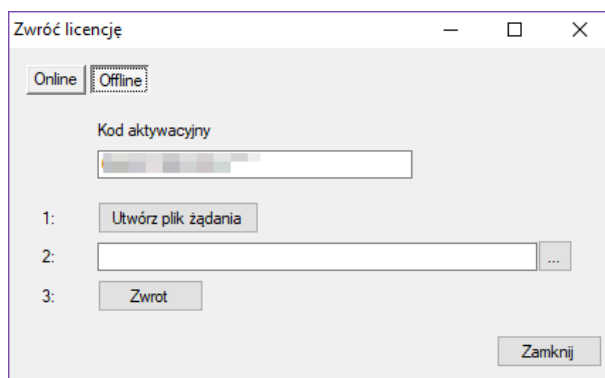 Zwróć licencję
Online Offline
Kod aktywacyjny
1: Utwórz plik żądania
2: ...
3: Zwrot
Zamknij